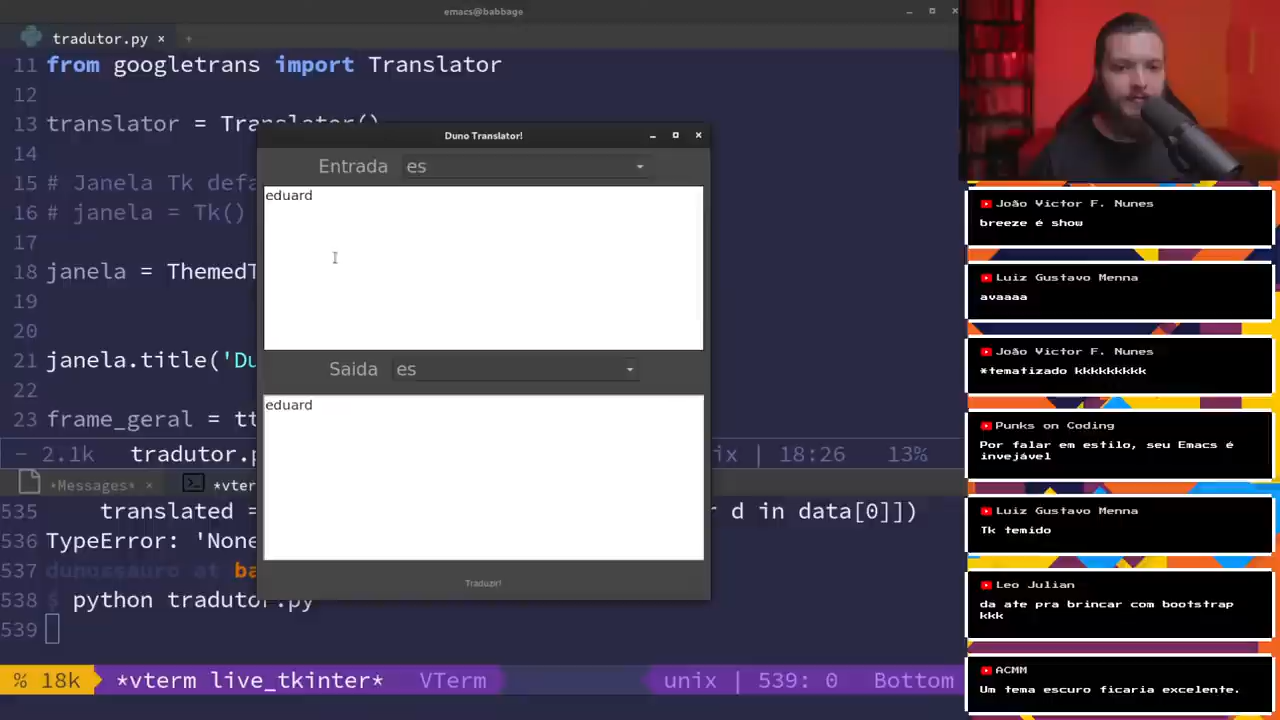 emacs@babbage
tradutor.py ×
11 from googletrans import Translator
12
13 translator = Translator()
14
15 # Janela Tk defa
16 # janela = Tk()
17
18 janela = ThemedT
19
20
21 janela.title('Du
22
23 frame_geral = tt
- 2.1k tradutor.p ix | 18:26 13%
*Messages* × *vter
535 translated = r d in data[0]])
536 TypeError: 'None
537 dunossauro at ba
538 $ python tradutor.py
539
% 18k *vterm live_tkinter* VTerm unix | 539: 0 Bottom
Duno Translator!
Entrada es
eduard
Saida es
eduard
Traduzir!
João Victor F. Nunes
breeze é show
Luiz Gustavo Menna
avaaaa
João Victor F. Nunes
*tematizado kkkkkkkkk
Punks on Coding
Por falar em estilo, seu Emacs é
invejável
Luiz Gustavo Menna
Tk temido
Leo Julian
da ate pra brincar com bootstrap
kkk
ACMM
Um tema escuro ficaria excelente.